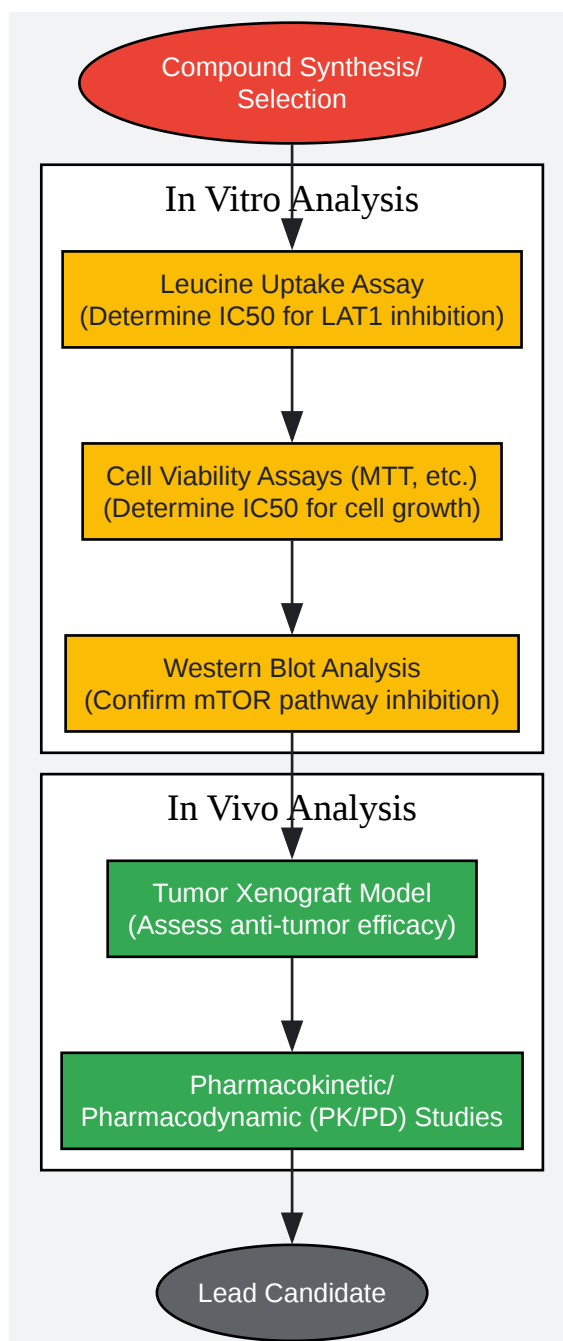 Compound Synthesis/
Selection
In Vitro Analysis
Leucine Uptake Assay
(Determine IC50 for LAT1 inhibition)
Cell Viability Assays (MTT, etc.)
(Determine IC50 for cell growth)
Western Blot Analysis
(Confirm mTOR pathway inhibition)
In Vivo Analysis
Tumor Xenograft Model
(Assess anti-tumor efficacy)
Pharmacokinetic/
Pharmacodynamic (PK/PD) Studies
Lead Candidate